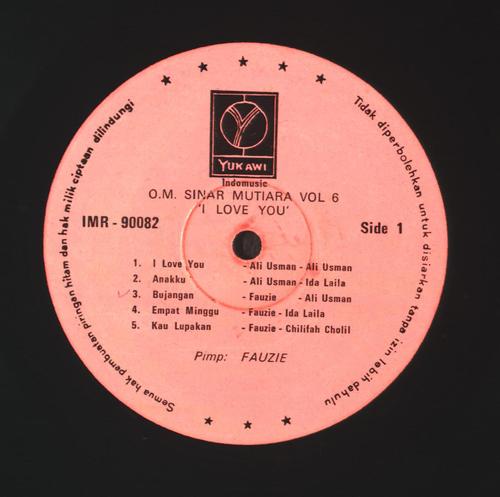 Semua hak pembuatan piringan hitam dan hak milik ciptaan dilindungi
Tidak diperbolehkan untuk disiarkan tanpa izin lebih dahulu
YUKAWI
Indomusic
O.M. SINAR MUTIARA VOL 6
'I LOVE YOU'
IMR - 90082
Side 1
1. I Love You - Ali Usman - Ali Usman
2. Anakku - Ali Usman - Ida Laila
3. Bujangan - Fauzie - Ali Usman
4. Empat Minggu - Fauzie - Ida Laila
5. Kau Lupakan - Fauzie - Chilifah Cholil
Pimp: FAUZIE